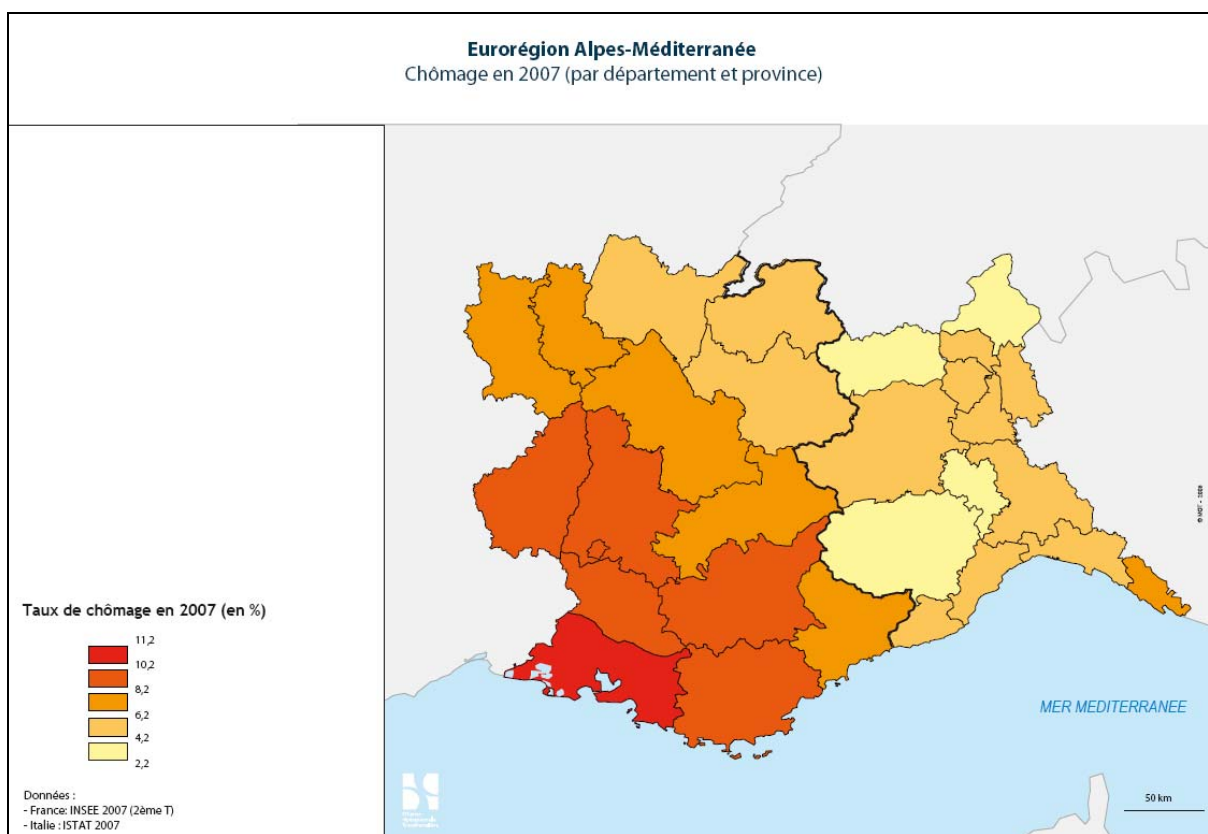 Eurorégion Alpes-Méditerranée
Chômage en 2007 (par département et province)
Taux de chômage en 2007 (en %)
11,2
10,2
8,2
6,2
4,2
2,2
Données :
- France: INSEE 2007 (2ème T)
- Italie : ISTAT 2007
MER MEDITERRANEE
50 km